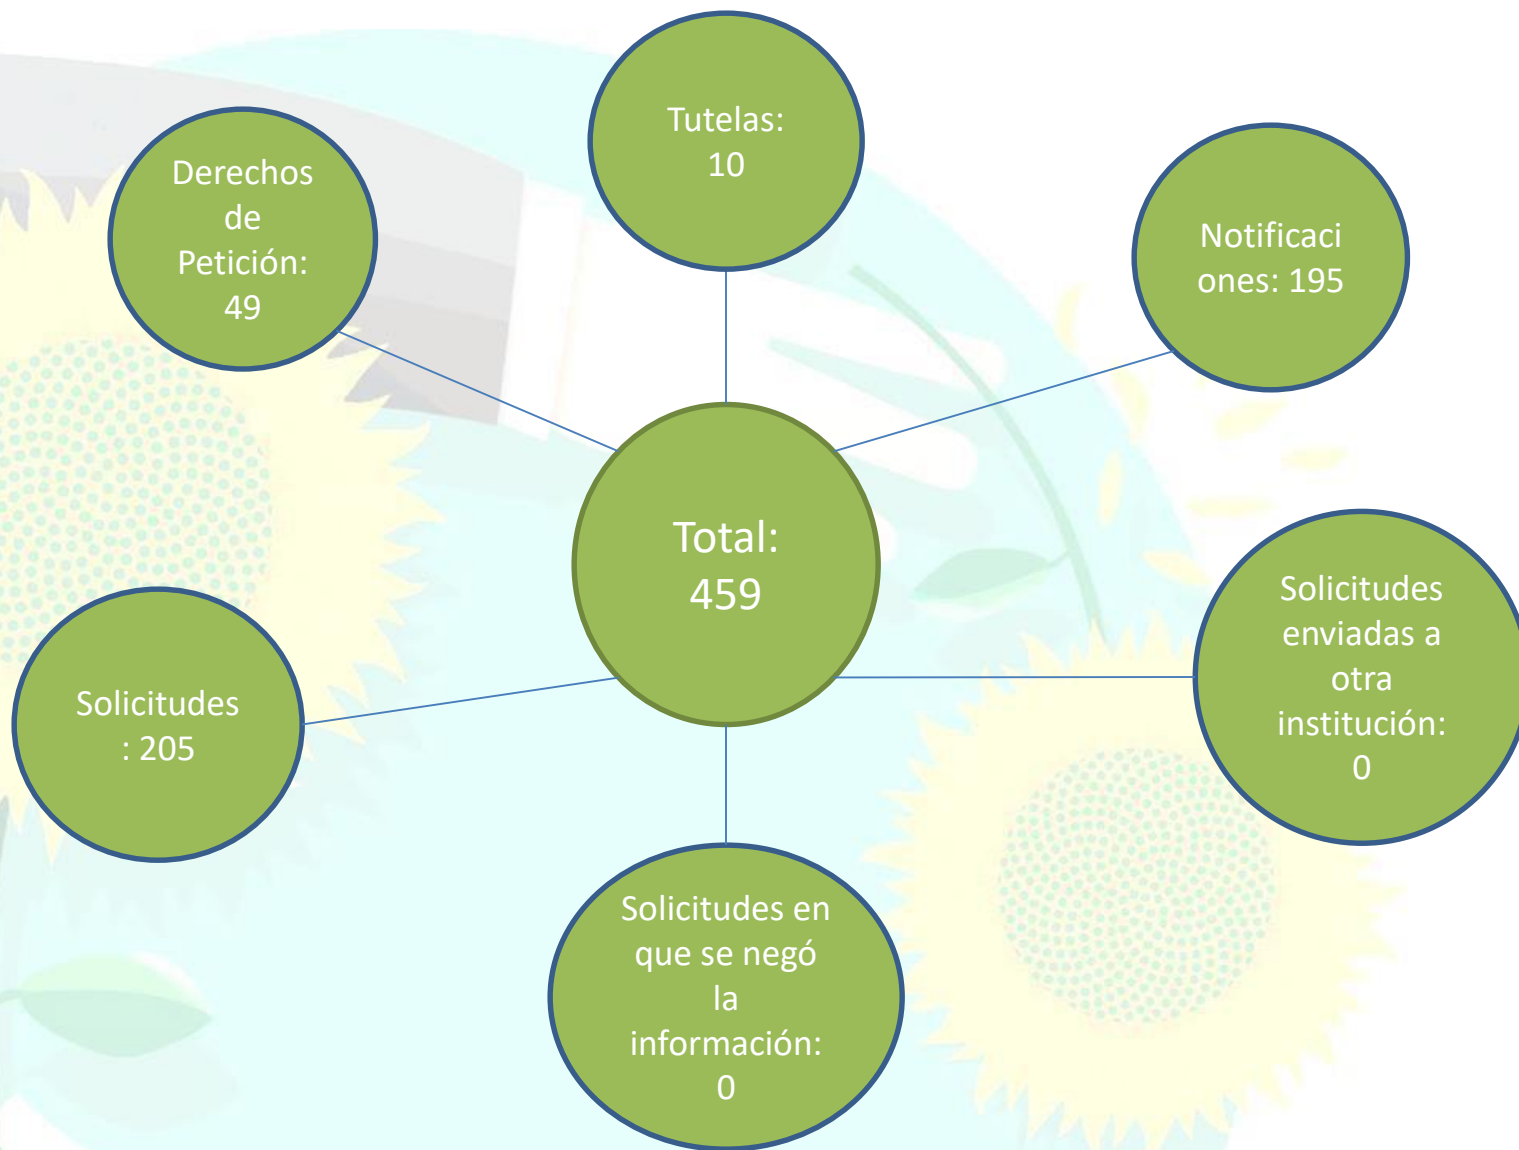 Tutelas:
10
Derechos
de
Petición:
49
Notificaci
ones: 195
Total:
459
Solicitudes
enviadas a
otra
institución:
0
Solicitudes
: 205
Solicitudes en
que se negó
la
información:
0